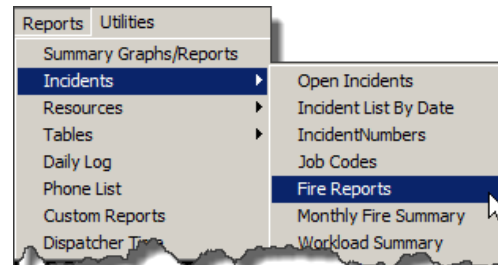 Reports Utilities
Summary Graphs/Reports
Incidents
Resources
Tables
Daily Log
Phone List
Custom Reports
Dispatcher
Open Incidents
Incident List By Date
IncidentNumbers
Job Codes
Fire Reports
Monthly Fire Summary
Workload Summary